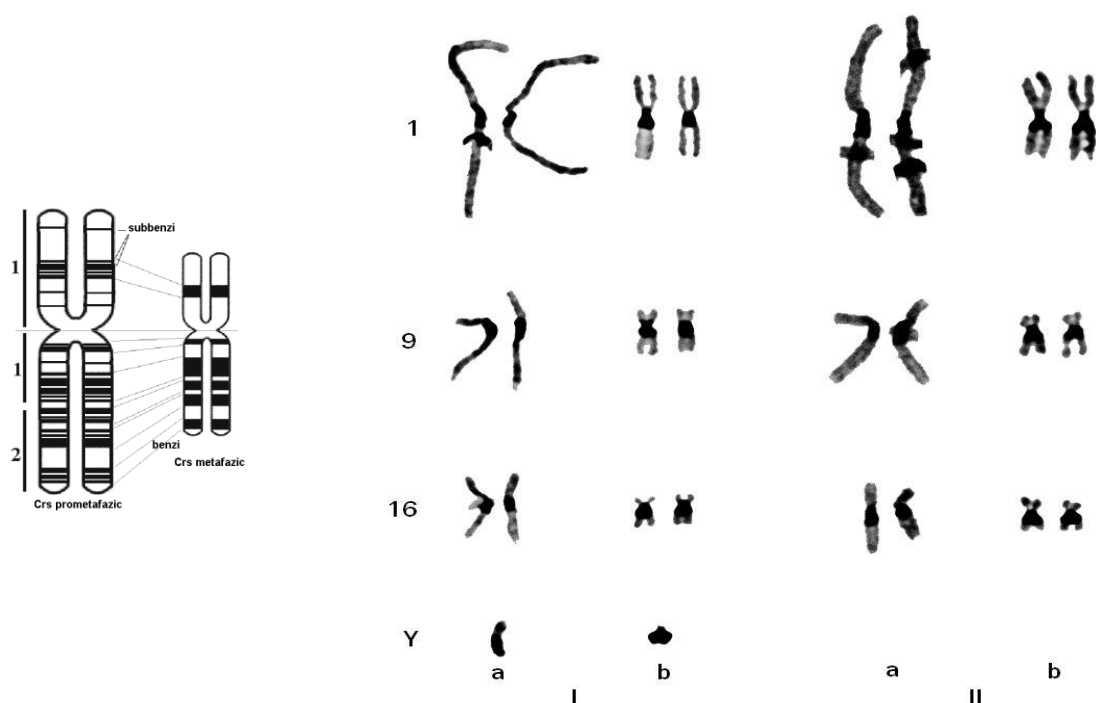 1
subbenzi
1
2
benzi
Crs metafazic
Crs prometafazic
1
9
16
Y
a b a b
I II